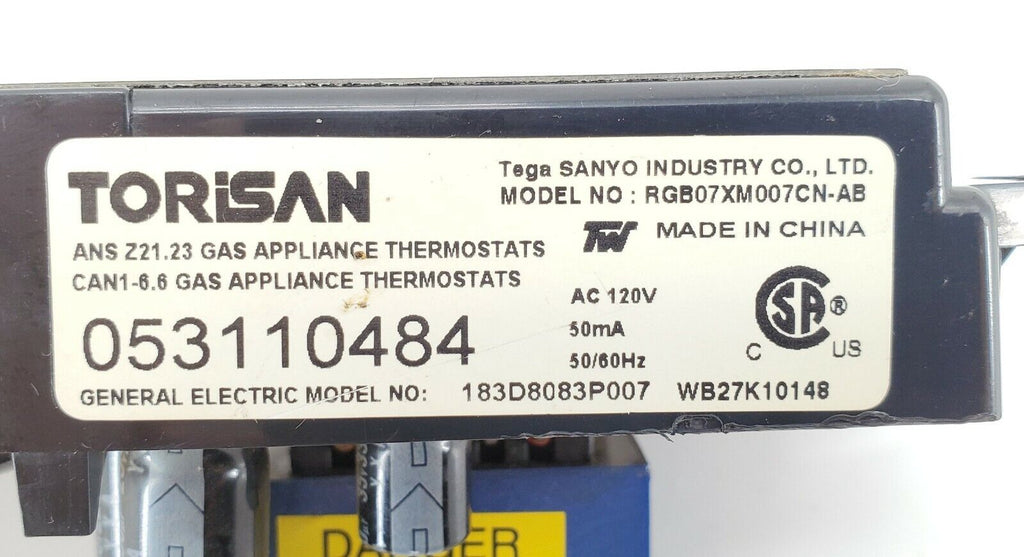 TORiSAN
Tega SANYO INDUSTRY CO., LTD.
MODEL NO : RGB07XM007CN-AB
TW MADE IN CHINA
ANS Z21.23 GAS APPLIANCE THERMOSTATS
CAN1-6.6 GAS APPLIANCE THERMOSTATS
AC 120V
50mA
50/60Hz
053110484
C SA ® US
GENERAL ELECTRIC MODEL NO: 183D8083P007 WB27K10148